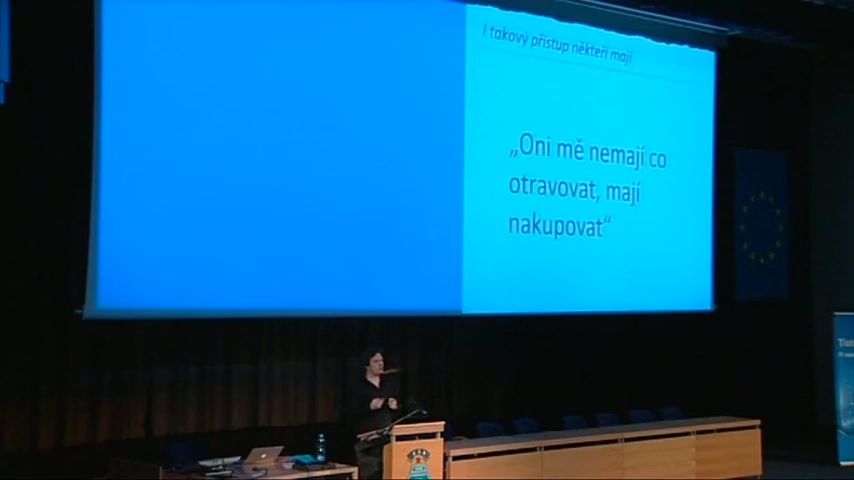 I takový přístup někteří mají
„Oni mě nemají co
otravovat, mají
nakupovat“